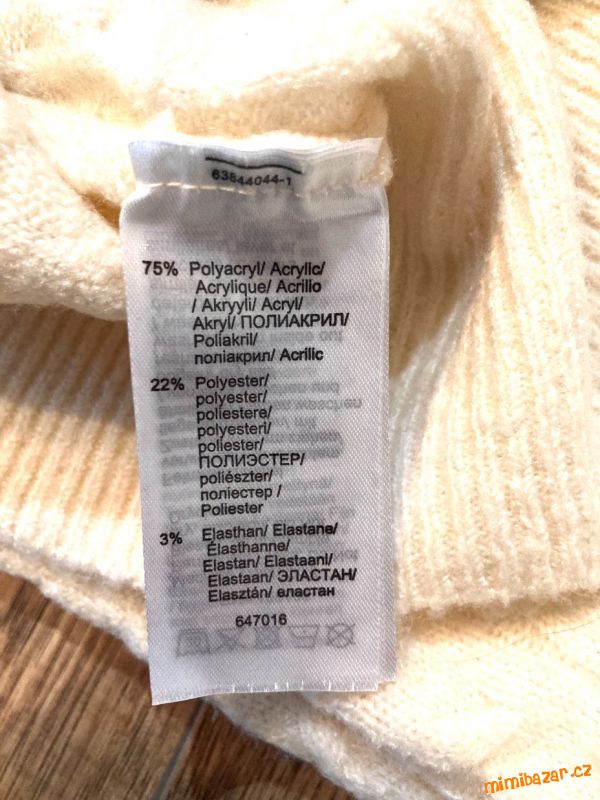 63844044-1
75% Polyacryl/ Acrylic/
Acrylique/ Acrilio
/ Akryyli/ Acryl/
Akryl/ ПОЛИАКРИЛ/
Poliakril/
поліакрил/ Acrilic
22% Polyester/
polyester/
poliestere/
polyesteri/
poliester/
ПОЛИЭСТЕР/
poliészter/
поліестер /
Poliester
3% Elasthan/ Elastane/
Élasthanne/
Elastan/ Elastaani/
Elastaan/ ЭЛАСТАН/
Elasztán/ еластан
647016
mimibazar.cz